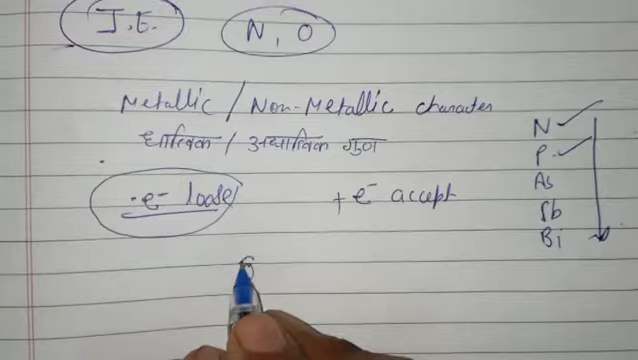 I.E. N, O
Metallic / Non-Metallic character
धात्विक / अधात्विक गुण
e- loose + e- accept
N
P
As
Sb
Bi